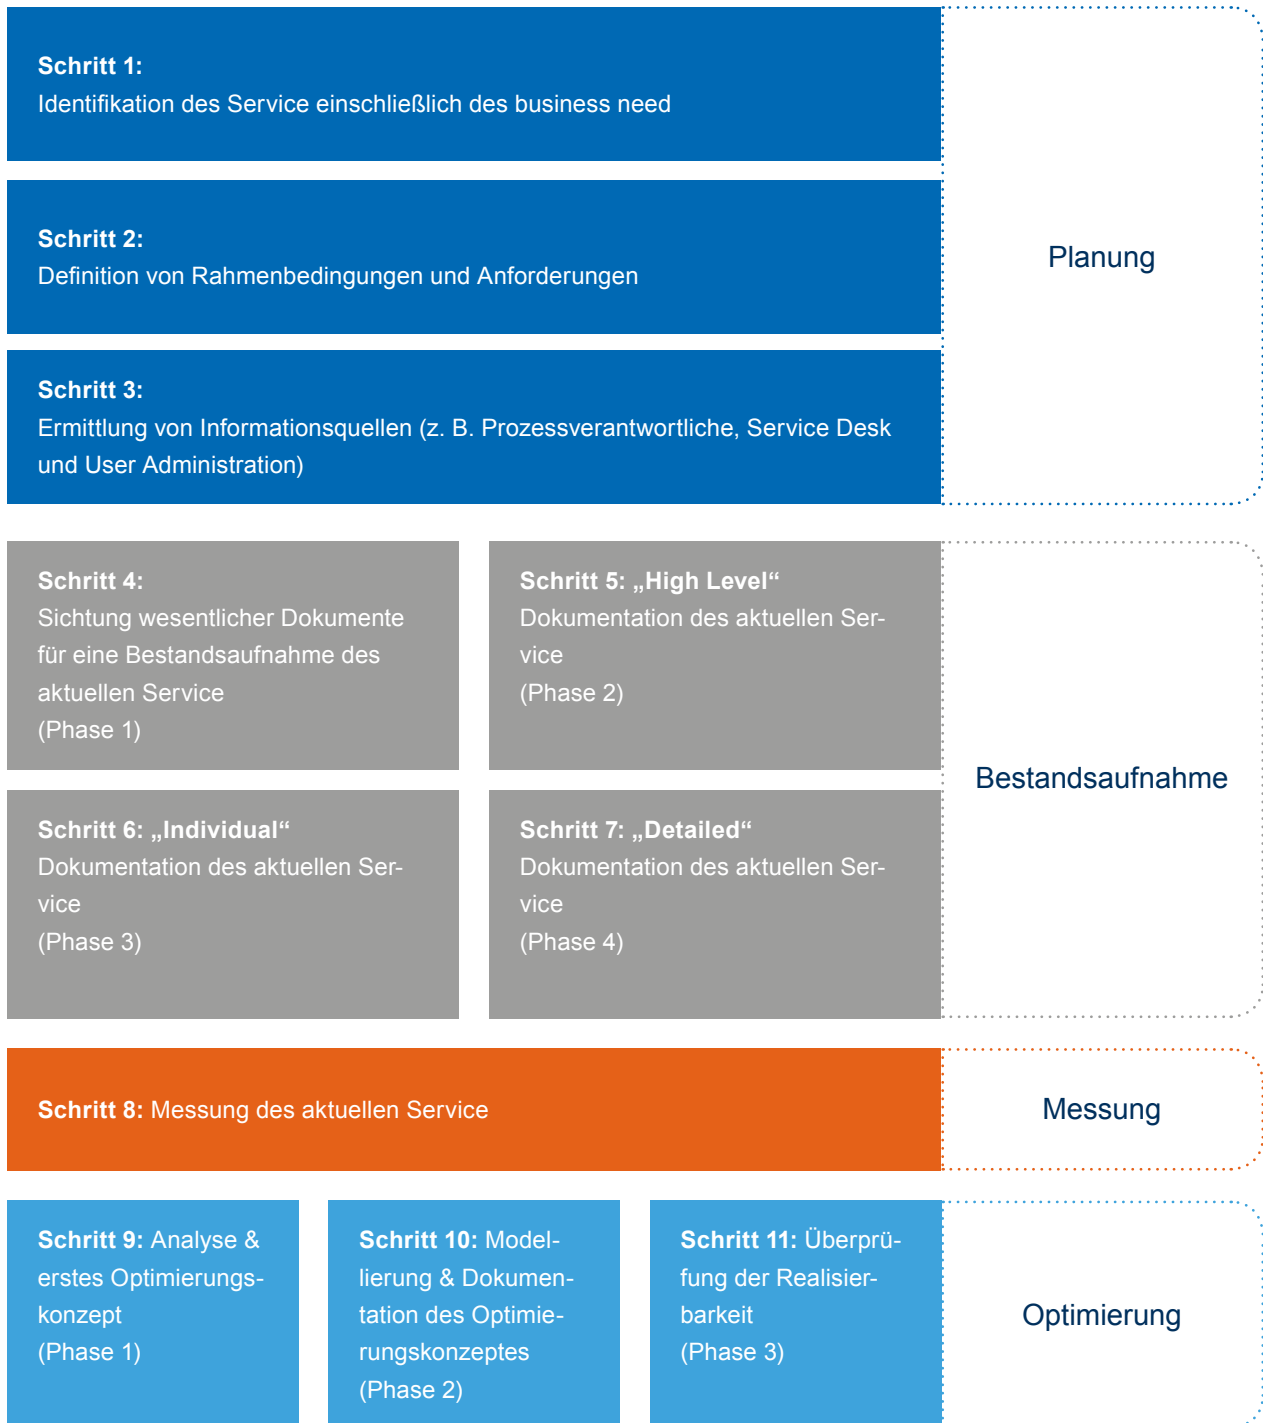 Schritt 1:
Identifikation des Service einschließlich des business need
Schritt 2:
Definition von Rahmenbedingungen und Anforderungen
Schritt 3:
Ermittlung von Informationsquellen (z. B. Prozessverantwortliche, Service Desk
und User Administration)
Planung
Schritt 4:
Sichtung wesentlicher Dokumente
für eine Bestandsaufnahme des
aktuellen Service
(Phase 1)
Schritt 5: „High Level“
Dokumentation des aktuellen Ser-
vice
(Phase 2)
Schritt 6: „Individual“
Dokumentation des aktuellen Ser-
vice
(Phase 3)
Schritt 7: „Detailed“
Dokumentation des aktuellen Ser-
vice
(Phase 4)
Bestandsaufnahme
Schritt 8: Messung des aktuellen Service
Messung
Schritt 9: Analyse &
erstes Optimierungs-
konzept
(Phase 1)
Schritt 10: Model-
lierung & Dokumen-
tation des Optimie-
rungskonzeptes
(Phase 2)
Schritt 11: Überprü-
fung der Realisier-
barkeit
(Phase 3)
Optimierung